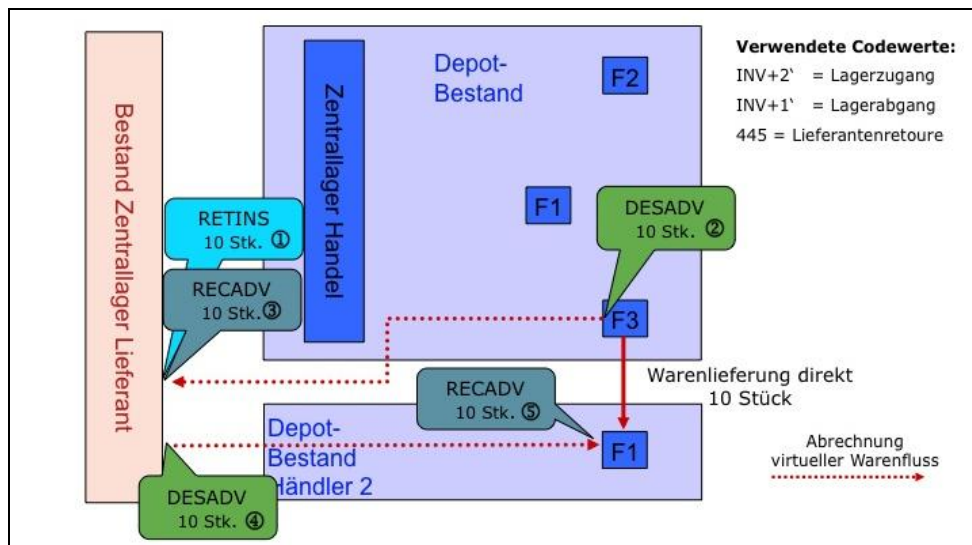 Bestand Zentrallager Lieferant
Zentrallager Handel
Depot-
Bestand
F2
F1
F3
Verwendete Codewerte:
INV+2‘ = Lagerzugang
INV+1‘ = Lagerabgang
445 = Lieferantenretoure
RETINS
10 Stk. ①
DESADV
10 Stk. ②
RECADV
10 Stk.③
Warenlieferung direkt
10 Stück
RECADV
10 Stk. ⑤
Depot-
Bestand
Händler 2
F1
DESADV
10 Stk. ④
Abrechnung
virtueller Warenfluss